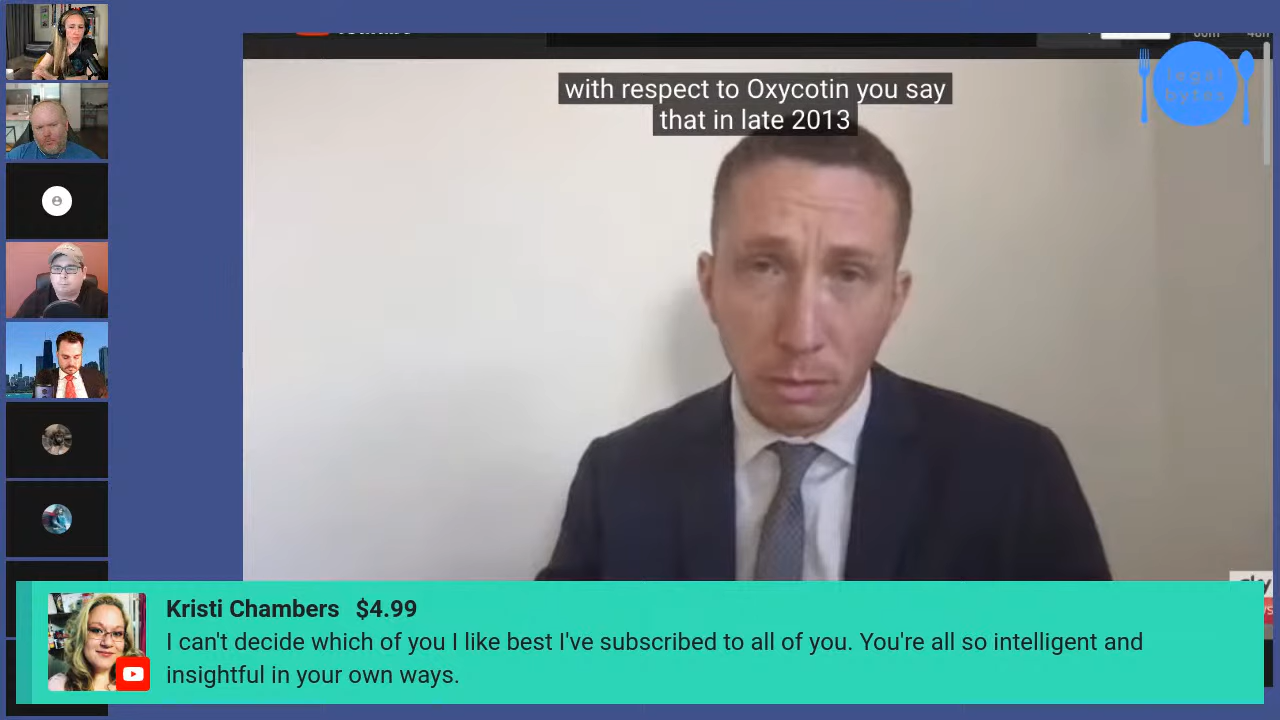 with respect to Oxycotin you say
that in late 2013
legal
bytes
Kristi Chambers $4.99
I can't decide which of you I like best I've subscribed to all of you. You're all so intelligent and
insightful in your own ways.